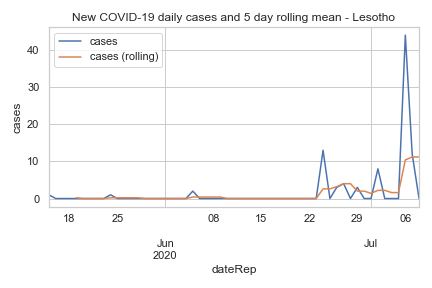 New COVID-19 daily cases and 5 day rolling mean - Lesotho
cases
cases (rolling)
40
30
20
10
0
cases
18 25 08 15 22 29 06
Jun Jul
2020
dateRep